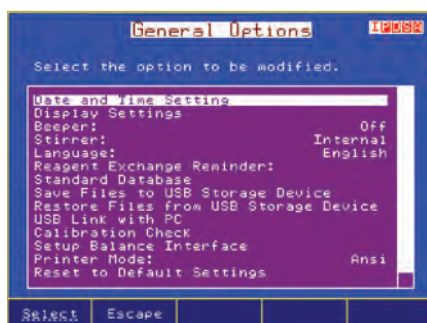 General Options
Select the option to be modified.
Date and Time Setting
Display Settings
Beeper: Off
Stirrer: Internal
Language: English
Reagent Exchange Reminder:
Standard Database
Save Files to USB Storage Device
Restore Files from USB Storage Device
USB Link with PC
Calibration Check
Setup Balance Interface
Printer Mode: Ansi
Reset to Default Settings
Select Escape